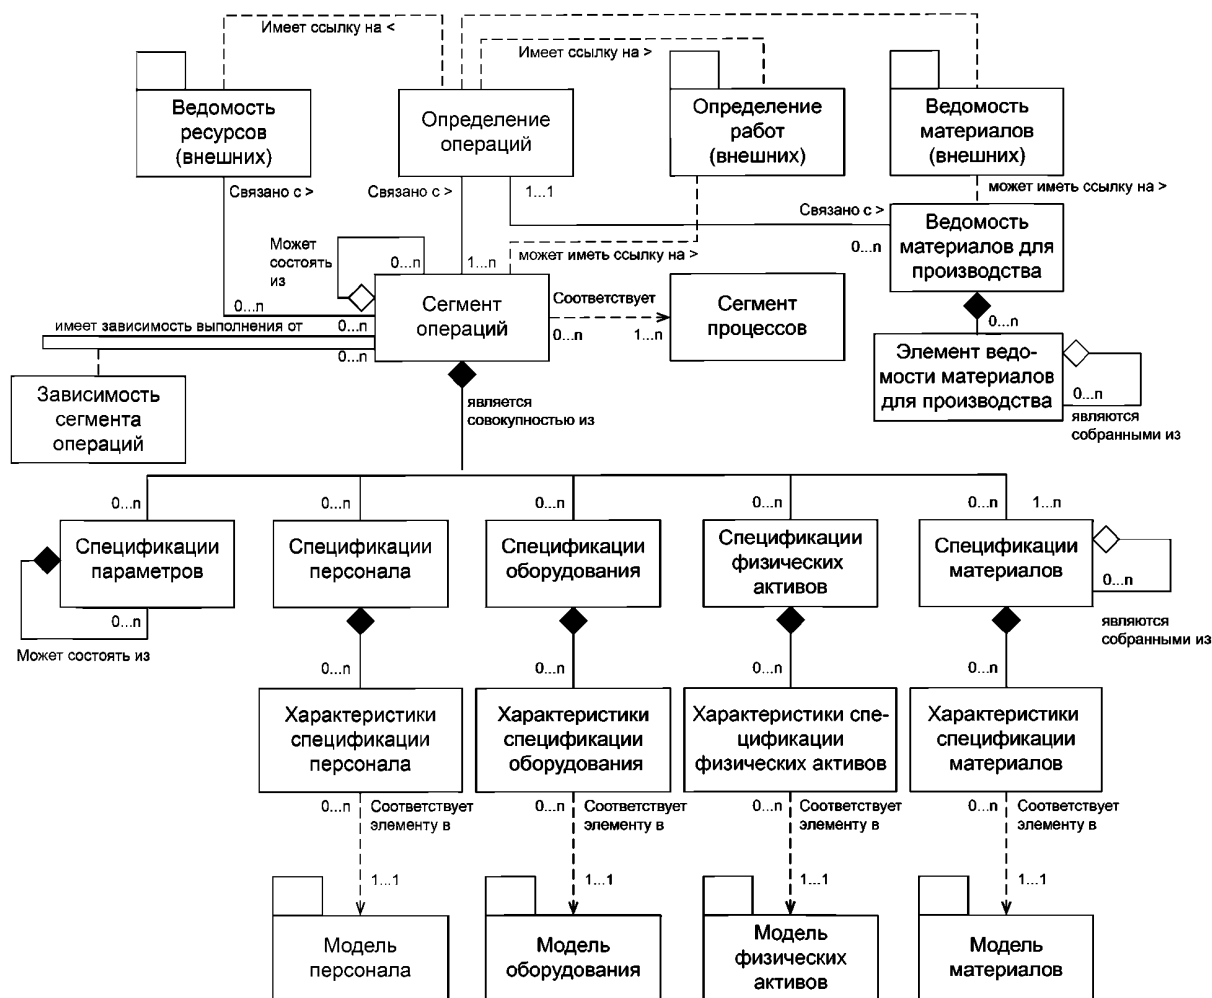 Имеет ссылку на <
Имеет ссылку на >
Ведомость
ресурсов
(внешних)
Определение
операций
Определение
работ
(внешних)
Ведомость
материалов
(внешних)
Связано с >
Связано с >
1...1
может иметь ссылку на >
Связано с >
0...n
Ведомость
материалов для
производства
Может
состоять
из
0...n
1...n
может иметь ссылку на >
0...n
Сегмент
операций
Соответствует
0...n
1...n
Сегмент
процессов
0...n
имеет зависимость выполнения от
0...n
0...n
Элемент ведо-
мости материалов
для производства
0...n
являются
собранными из
Зависимость
сегмента
операций
является
совокупностью из
0...n
0...n
0...n
0...n
0...n
1...n
Спецификации
параметров
Спецификации
персонала
Спецификации
оборудования
Спецификации
физических
активов
Спецификации
материалов
0...n
0...n
Может состоять из
являются
собранными из
0...n
0...n
0...n
0...n
Характеристики
спецификации
персонала
Характеристики
спецификации
оборудования
Характеристики спе-
цификации
физических активов
Характеристики
спецификации
материалов
0...n
Соответствует
элементу в
0...n
Соответствует
элементу в
0...n
Соответствует
элементу в
0...n
Соответствует
элементу в
1...1
1...1
1...1
1...1
Модель
персонала
Модель
оборудования
Модель
физических
активов
Модель
материалов